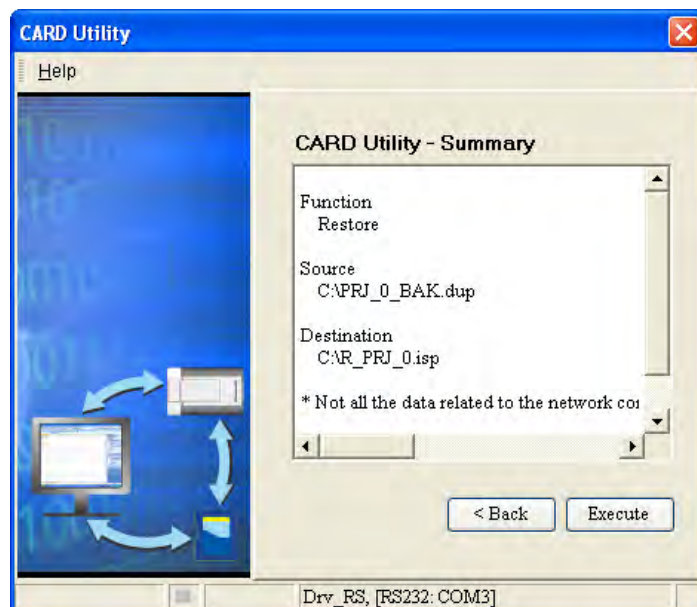 CARD Utility
Help
CARD Utility - Summary
Function
Restore
Source
C:\PRJ_0_BAK.dup
Destination
C:\R_PRJ_0.isp
* Not all the data related to the network
< Back
Execute
Drv_RS, [RS232: COM3]